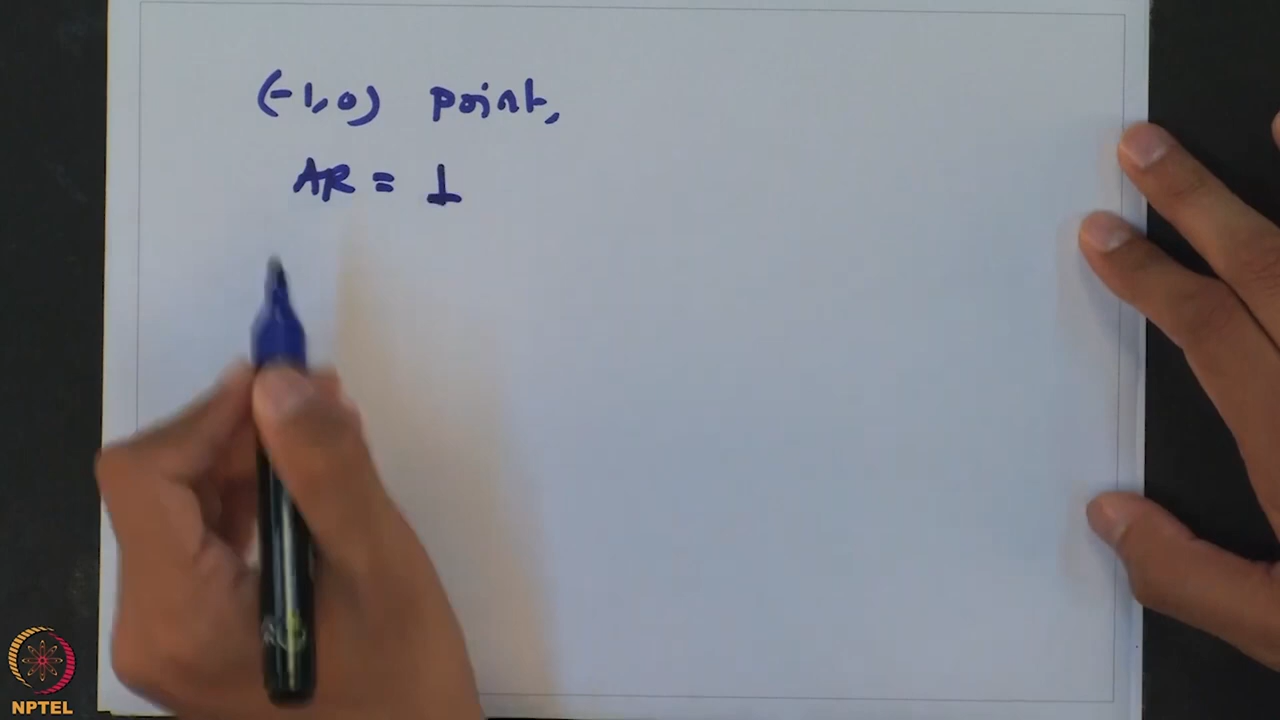 (-1,0) point,
AR = 1
NPTEL